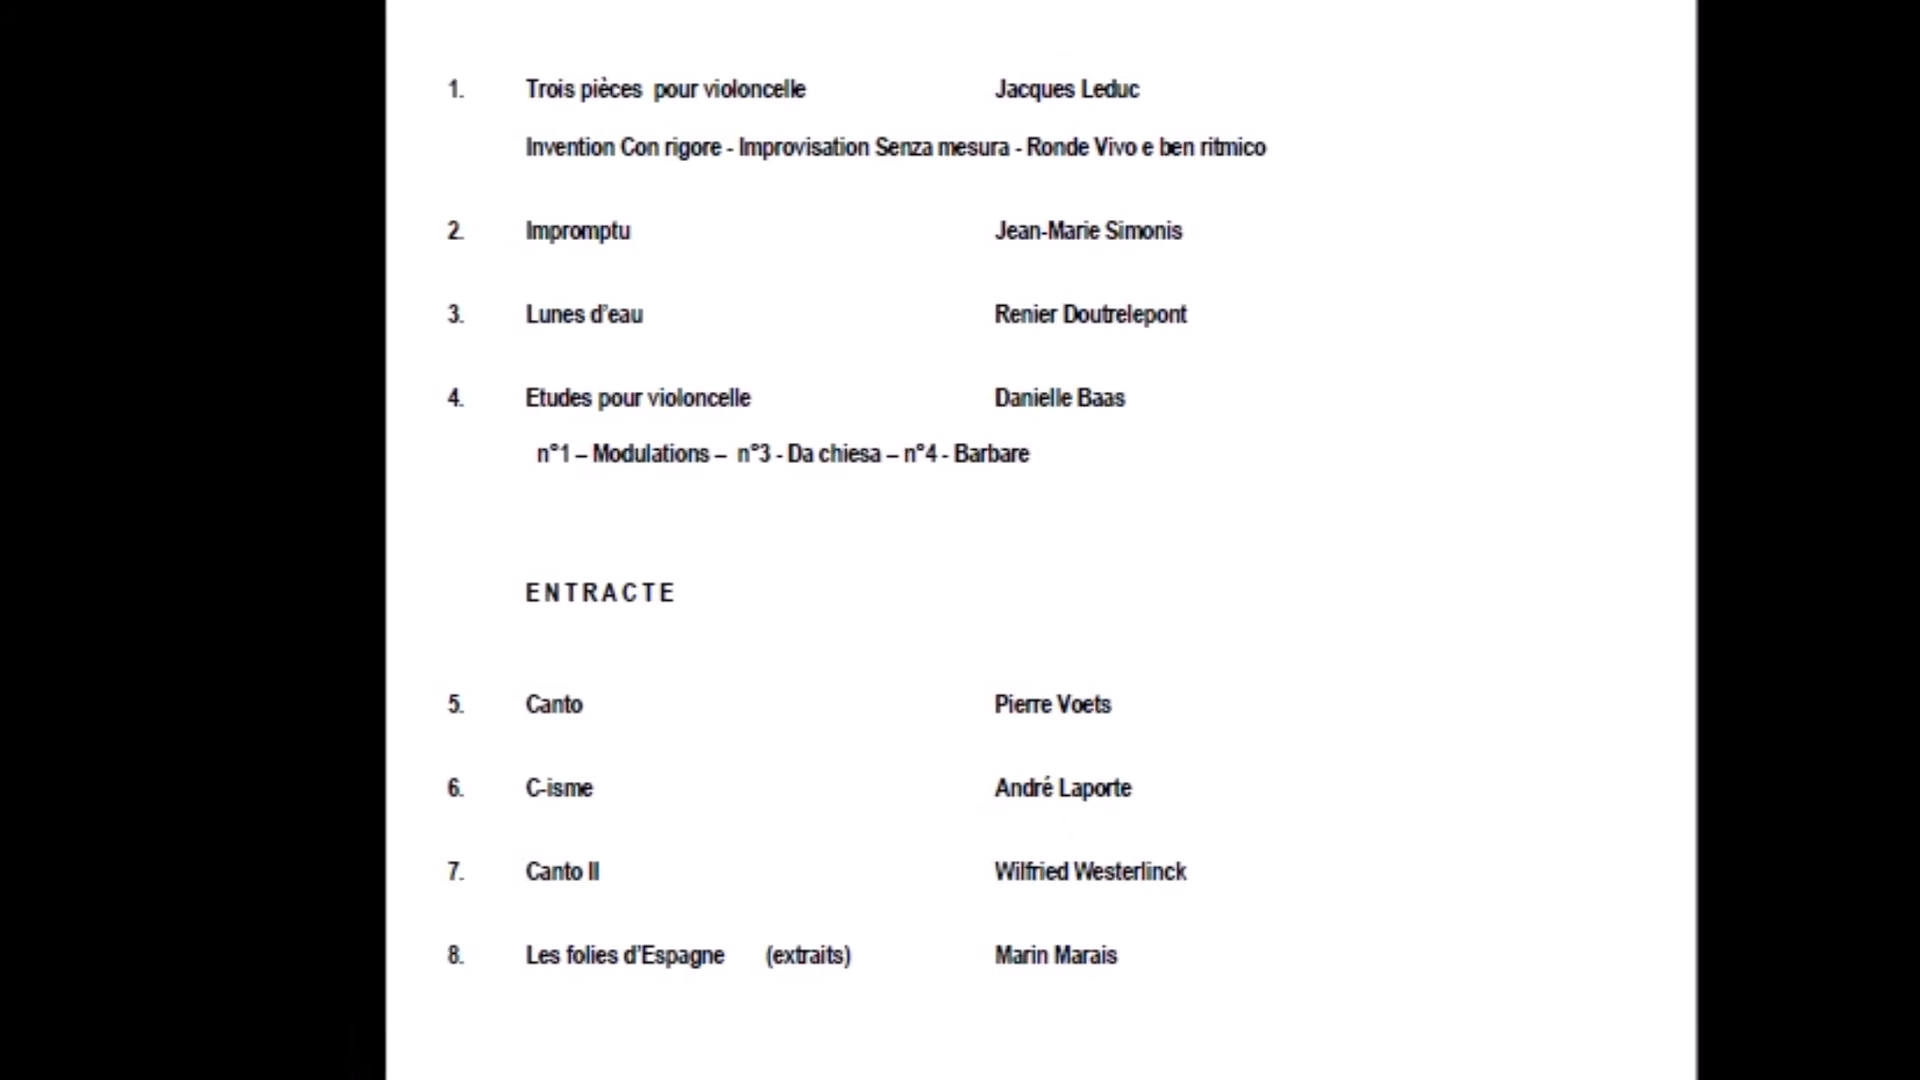 1. Trois pièces pour violoncelle Jacques Leduc
Invention Con rigore - Improvisation Senza mesura - Ronde Vivo e ben ritmico
2. Impromptu Jean-Marie Simonis
3. Lunes d'eau Renier Doutrelepont
4. Etudes pour violoncelle Danielle Baas
n°1 – Modulations – n°3 - Da chiesa – n°4 - Barbare
ENTRACTE
5. Canto Pierre Voets
6. C-isme André Laporte
7. Canto II Wilfried Westerlinck
8. Les folies d'Espagne (extraits) Marin Marais